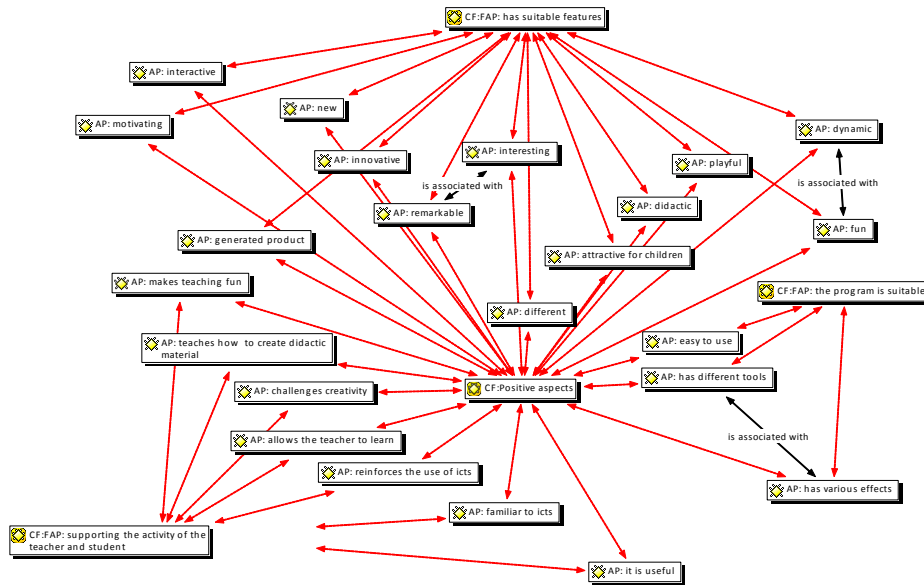 CF:FAP: has suitable features
AP: interactive
AP: new
AP: motivating
AP: dynamic
AP: interesting
AP: innovative
AP: playful
is associated with
is associated with
AP: remarkable
AP: didactic
AP: fun
AP: generated product
AP: attractive for children
AP: makes teaching fun
CF:FAP: the program is suitable
AP: different
AP: teaches how to create didactic
material
AP: easy to use
AP: has different tools
CF:Positive aspects
AP: challenges creativity
AP: allows the teacher to learn
is associated with
AP: reinforces the use of icts
AP: has various effects
AP: familiar to icts
CF:FAP: supporting the activity of the
teacher and student
AP: it is useful